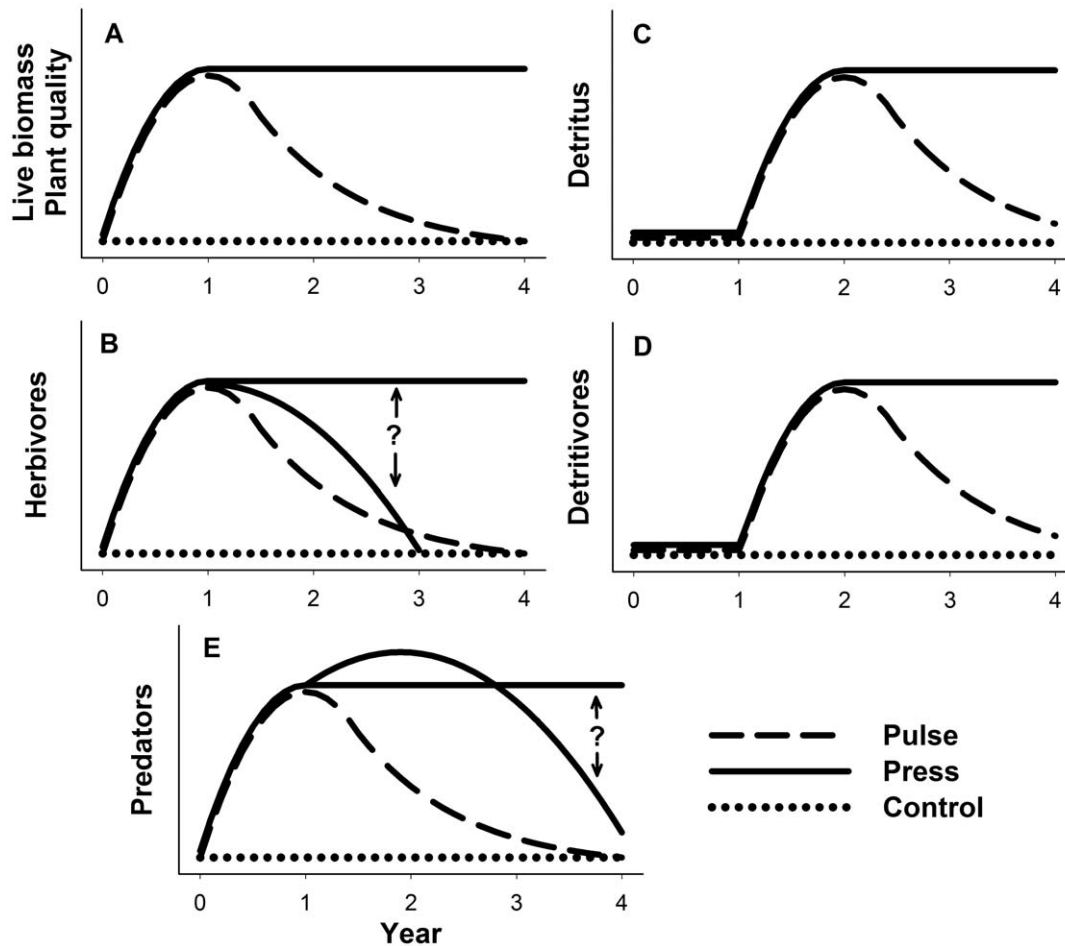 A
Live biomass
Plant quality
0 1 2 3 4
C
Detritus
0 1 2 3 4
B
Herbivores
?
0 1 2 3 4
D
Detritivores
0 1 2 3 4
E
Predators
?
0 1 2 3 4
Year
Pulse
Press
Control